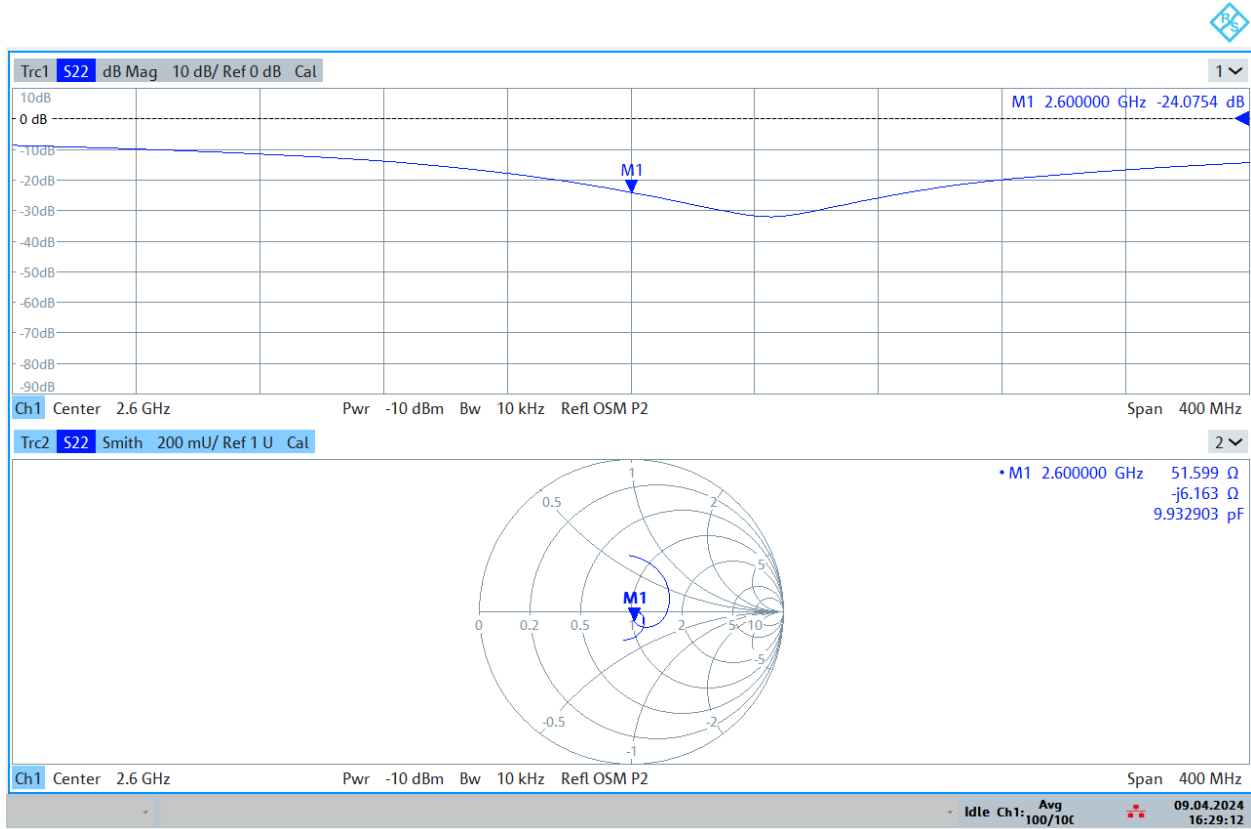 R&S
Trc1 S22 dB Mag 10 dB/ Ref 0 dB Cal 1
10dB
M1 2.600000 GHz -24.0754 dB
0 dB
-10dB
M1
-20dB
-30dB
-40dB
-50dB
-60dB
-70dB
-80dB
-90dB
Ch1 Center 2.6 GHz Pwr -10 dBm Bw 10 kHz Refl OSM P2 Span 400 MHz
Trc2 S22 Smith 200 mU/ Ref 1 U Cal 2
M1 2.600000 GHz 51.599 Ω
-j6.163 Ω
9.932903 pF
1
0.5 2
5
M1
0 0.2 0.5 1 2 5 10
-5
-0.5 -2
-1
Ch1 Center 2.6 GHz Pwr -10 dBm Bw 10 kHz Refl OSM P2 Span 400 MHz
Idle Ch1: Avg 100/100 09.04.2024
16:29:12